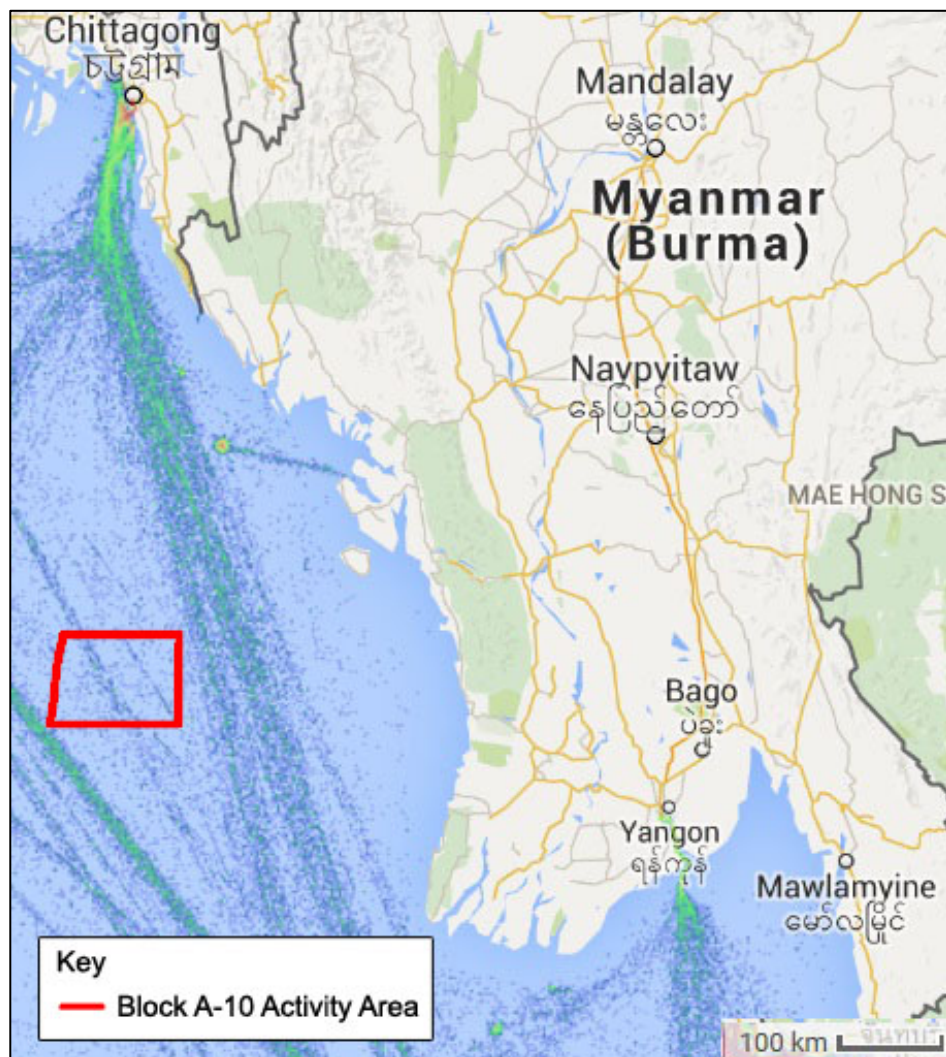 Chittagong
চট্টগ্রাম
Mandalay
မန္တလေး
Myanmar
(Burma)
Naypyitaw
နေပြည်တော်
MAE HONG S
Bago
ပဲခူး
Yangon
ရန်ကုန်
Mawlamyine
မော်လမြိုင်
Key
Block A-10 Activity Area
100 km